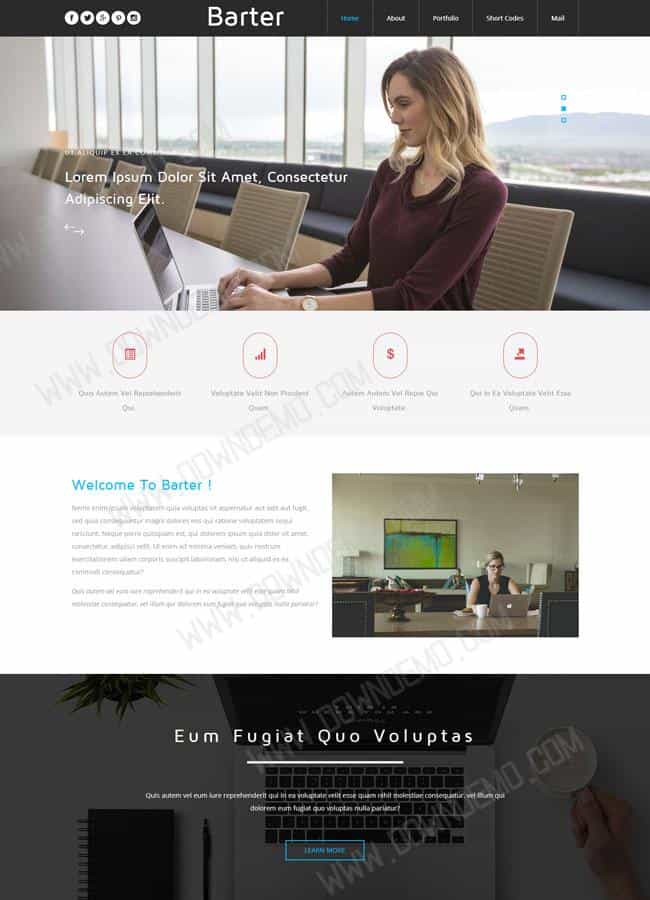 Barter
Home About Portfolio Short Codes Mail
Lorem Ipsum Dolor Sit Amet, Consectetur
Adipiscing Elit.
$
Quis Autem Vel Reprehenderit
Qui
Voluptate Velit Non Proident
Quam
Autem Autem Vel Repre Qui
Voluptate
Qui In Ea Voluptate Velit Esse
Quam
Welcome To Barter !
Nemo enim ipsam voluptatem quia voluptas sit aspernatur aut odit aut fugit,
sed quia consequuntur magni dolores eos qui ratione voluptatem sequi
nesciunt. Neque porro quisquam est, qui dolorem ipsum quia dolor sit amet,
consectetur, adipisci velit. Ut enim ad minima veniam, quis nostrum
exercitationem ullam corporis suscipit laboriosam, nisi ut aliquid ex ea
commodi consequatur?
Quis autem vel eum iure reprehenderit qui in ea voluptate velit esse quam nihil
molestiae consequatur, vel illum qui dolorem eum fugiat quo voluptas nulla pariatur?
Eum Fugiat Quo Voluptas
Quis autem vel eum iure reprehenderit qui in ea voluptate velit esse quam nihil molestiae consequatur, vel illum qui
dolorem eum fugiat quo voluptas nulla pariatur?
LEARN MORE
WWW.DOWNDEMO.COM